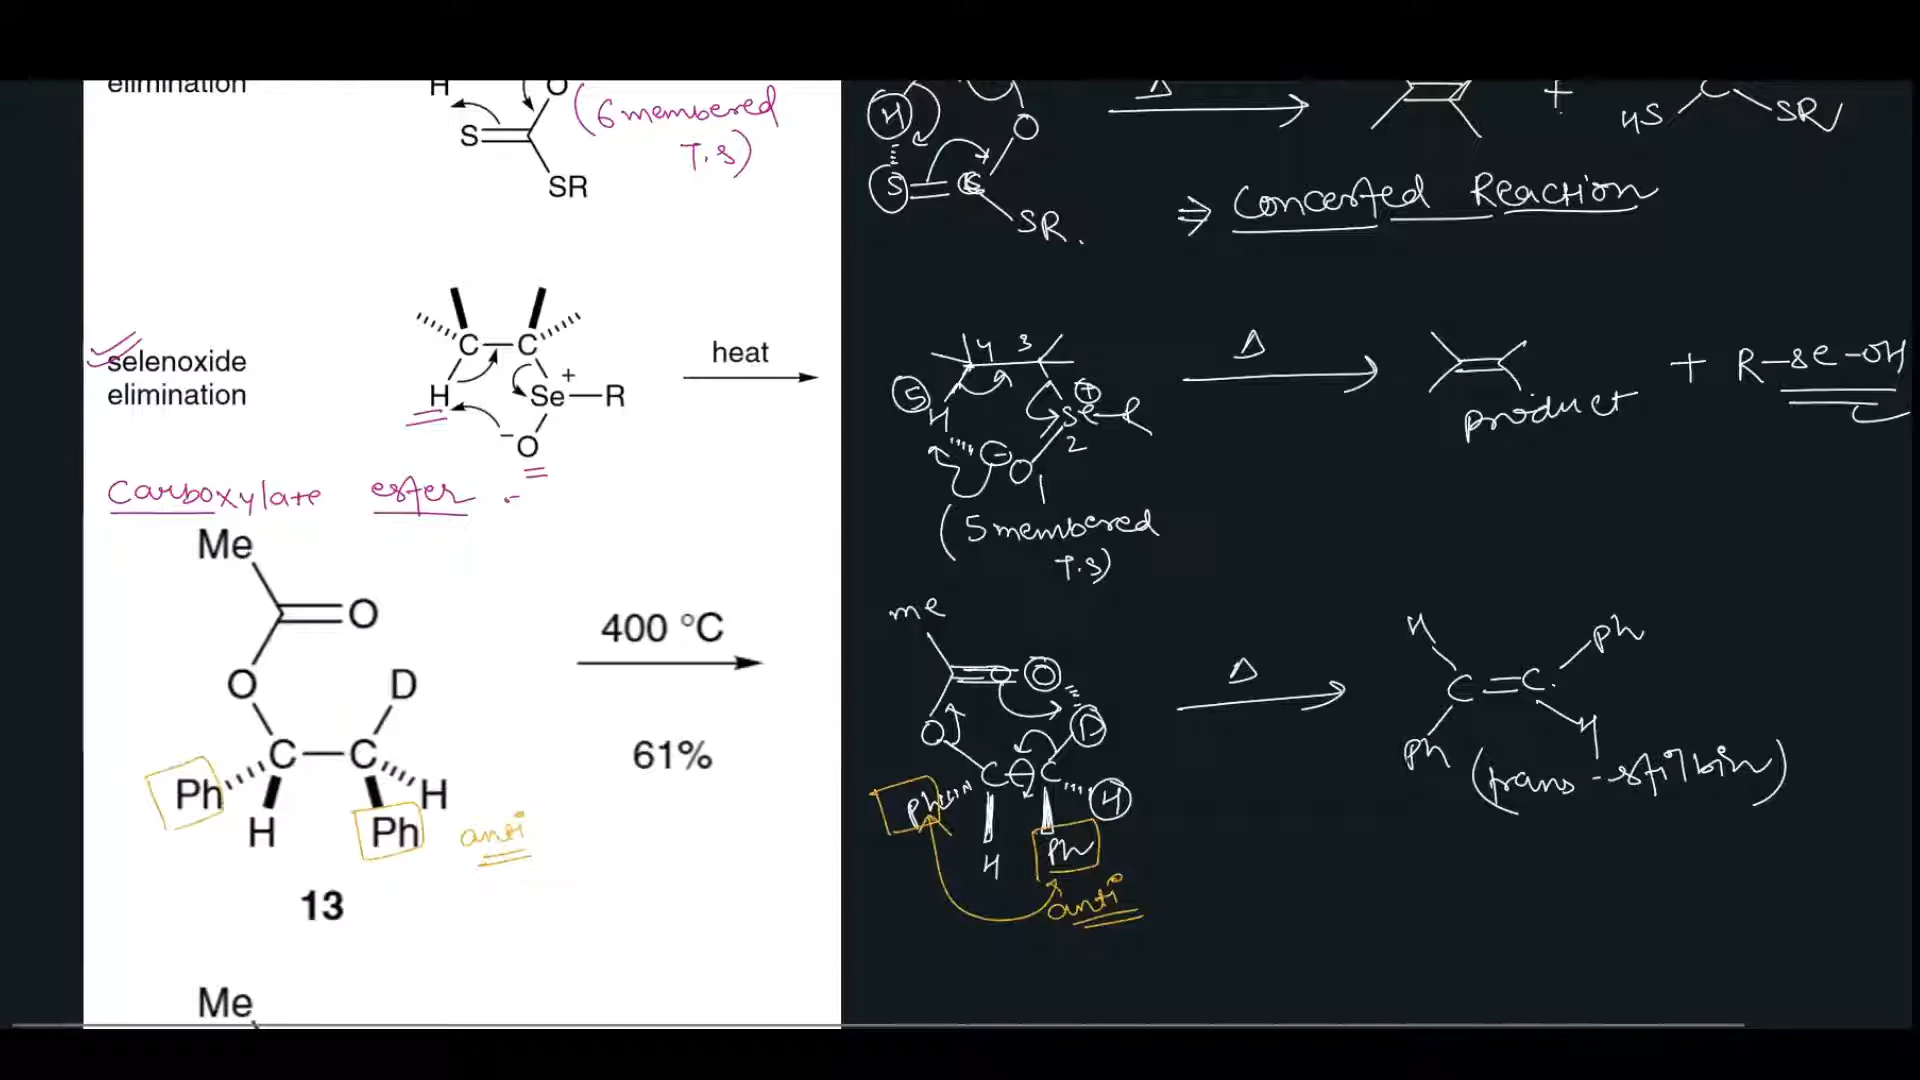 elimination
H
O
(6 membered
T.S)
S
SR
selenoxide
elimination
C C
H
Se + R
- O
heat
Carboxylate ester
Me
O
O
D
C C
Ph
H
H
Ph
anti
400 °C
61%
13
Me
H
O
S C
SR.
Δ
+
HS
SR
⇒ Concerted Reaction
4 3
5
H
Se-R
2
O
1
(5 membered
T.S)
Δ
product
+ R-Se-OH
me
O
O
D
C C
Ph
H
H
Ph
anti
Δ
H
Ph
C=C
Ph
H
(trans-stilbin)